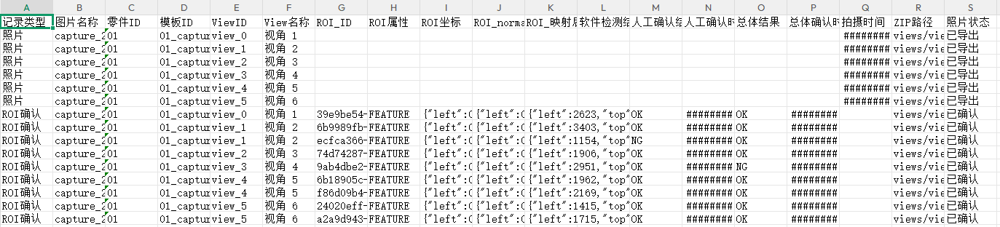 A B C D E F G H I J K L M N O P Q R S
记录类型 图片名称 零件ID 模板ID ViewID View名称 ROI_ID ROI属性 ROI坐标 ROI_norma ROI_映射后 软件检测结 人工确认结 人工确认时 总体结果 总体确认时 拍摄时间 ZIP路径 照片状态
照片 capture_2 01 01_captur view_0 视角 1 ######## views/vie 已导出
照片 capture_2 01 01_captur view_1 视角 2 ######## views/vie 已导出
照片 capture_2 01 01_captur view_2 视角 3 ######## views/vie 已导出
照片 capture_2 01 01_captur view_3 视角 4 ######## views/vie 已导出
照片 capture_2 01 01_captur view_4 视角 5 ######## views/vie 已导出
照片 capture_2 01 01_captur view_5 视角 6 ######## views/vie 已导出
ROI确认 capture_2 01 01_captur view_0 视角 1 39e9be54- FEATURE {"left":0 {"left":0 {"left":2623,"top" OK ######## OK ######## views/vie 已确认
ROI确认 capture_2 01 01_captur view_1 视角 2 6b9989fb- FEATURE {"left":0 {"left":0 {"left":3403,"top" OK ######## OK ######## views/vie 已确认
ROI确认 capture_2 01 01_captur view_1 视角 2 ecfca366- FEATURE {"left":0 {"left":0 {"left":1154,"top" NG ######## OK ######## views/vie 已确认
ROI确认 capture_2 01 01_captur view_2 视角 3 74d74287- FEATURE {"left":0 {"left":0 {"left":1906,"top" OK ######## OK ######## views/vie 已确认
ROI确认 capture_2 01 01_captur view_3 视角 4 9ab4dbe2- FEATURE {"left":0 {"left":0 {"left":2951,"top" OK ######## NG ######## views/vie 已确认
ROI确认 capture_2 01 01_captur view_4 视角 5 6b18905c- FEATURE {"left":0 {"left":0 {"left":1962,"top" OK ######## OK ######## views/vie 已确认
ROI确认 capture_2 01 01_captur view_4 视角 5 f86d09b4- FEATURE {"left":0 {"left":0 {"left":2169,"top" OK ######## OK ######## views/vie 已确认
ROI确认 capture_2 01 01_captur view_5 视角 6 24020eff- FEATURE {"left":0 {"left":0 {"left":1415,"top" OK ######## OK ######## views/vie 已确认
ROI确认 capture_2 01 01_captur view_5 视角 6 a2a9d943- FEATURE {"left":0 {"left":0 {"left":1715,"top" OK ######## OK ######## views/vie 已确认